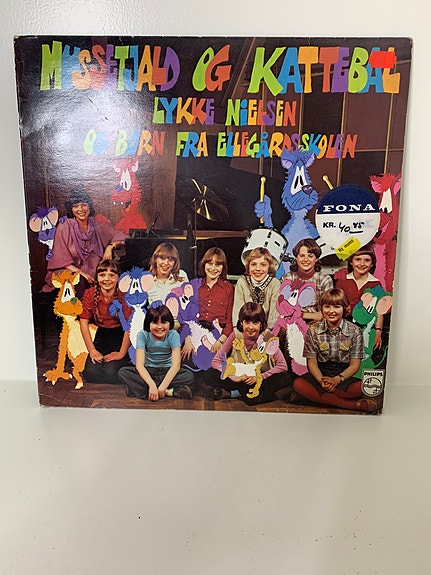 MUSSETJALD OG KATTEBAL
LYKKE NIELSEN
OG BØRN FRA ELLEGÅRDSSKOLEN
FONA
KR. 40.85
PHILIPS